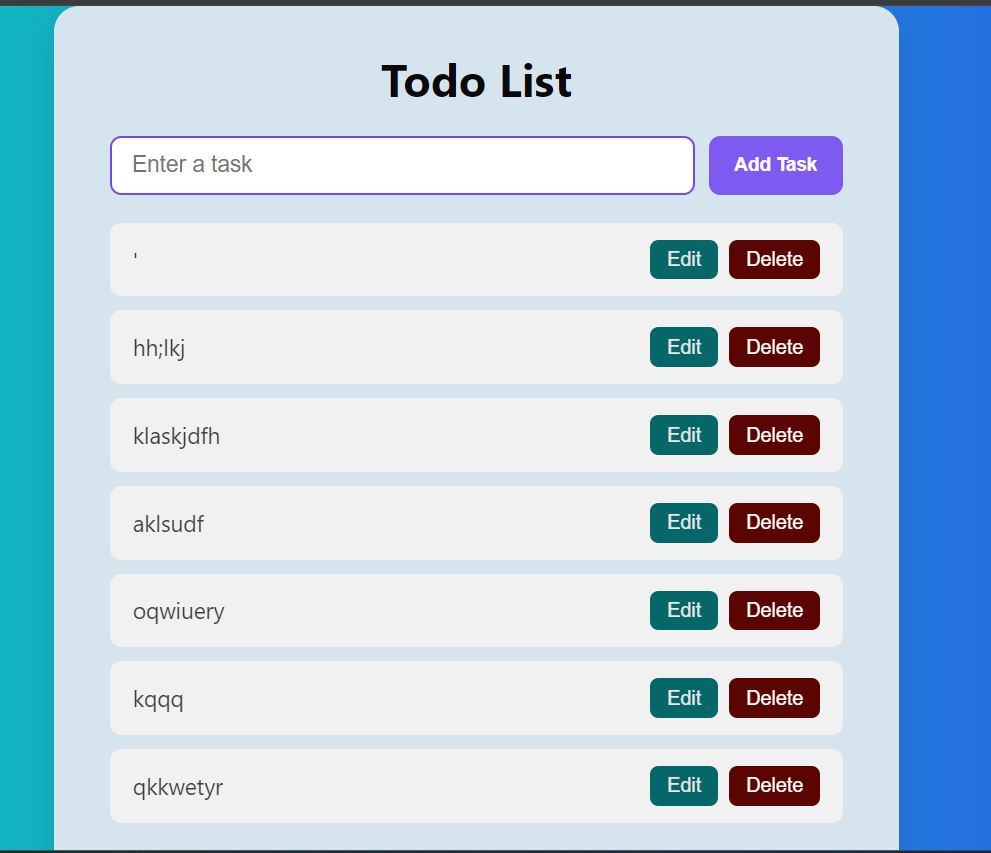 Todo List
Enter a task Add Task
' Edit Delete
hh;lkj Edit Delete
klaskjdfh Edit Delete
aklsudf Edit Delete
oqwiuery Edit Delete
kqqq Edit Delete
qkkwetyr Edit Delete